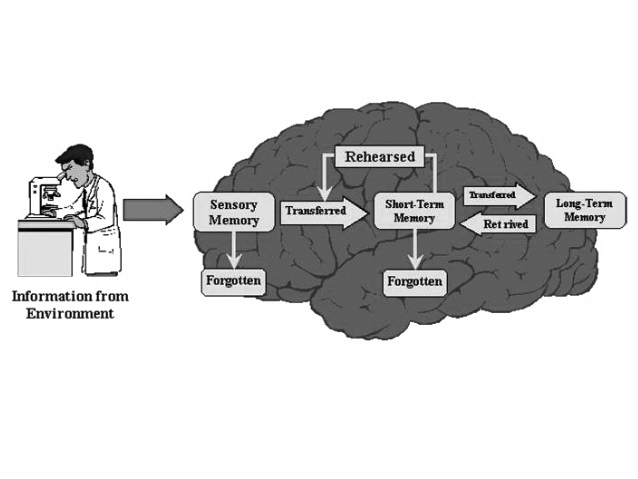 Rehearsed
Sensory
Memory
Transferred
Short-Term
Memory
Transferred
Ret rived
Long-Term
Memory
Forgotten
Forgotten
Information from
Environment